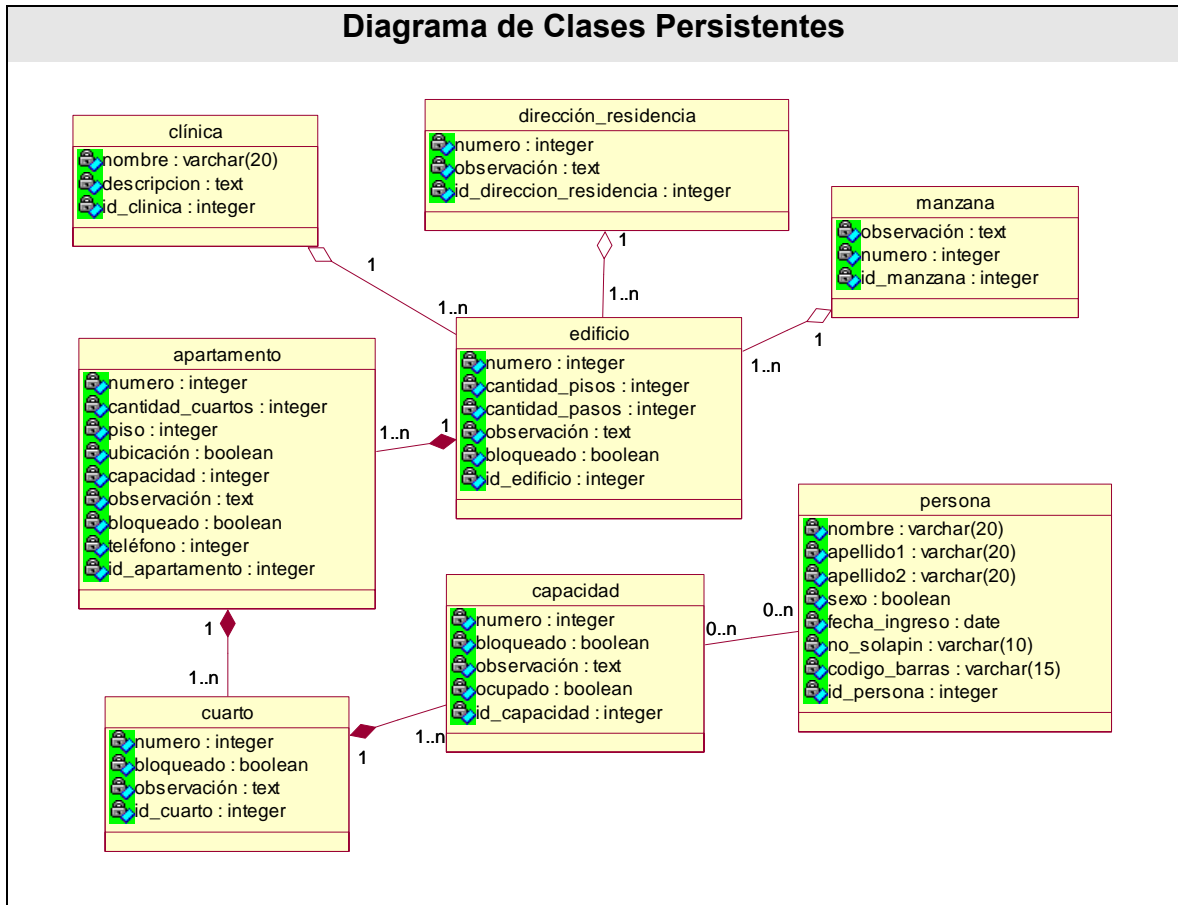 Diagrama de Clases Persistentes
clínica
nombre : varchar(20)
descripcion : text
id_clinica : integer
1
1..n
dirección_residencia
numero : integer
observación : text
id_direccion_residencia : integer
1
1..n
manzana
observación : text
numero : integer
id_manzana : integer
1
1..n
edificio
numero : integer
cantidad_pisos : integer
cantidad_pasos : integer
observación : text
bloqueado : boolean
id_edificio : integer
1
1..n
apartamento
numero : integer
cantidad_cuartos : integer
piso : integer
ubicación : boolean
capacidad : integer
observación : text
bloqueado : boolean
teléfono : integer
id_apartamento : integer
1
1..n
persona
nombre : varchar(20)
apellido1 : varchar(20)
apellido2 : varchar(20)
sexo : boolean
fecha_ingreso : date
no_solapin : varchar(10)
codigo_barras : varchar(15)
id_persona : integer
0..n
0..n
capacidad
numero : integer
bloqueado : boolean
observación : text
ocupado : boolean
id_capacidad : integer
1..n
1
cuarto
numero : integer
bloqueado : boolean
observación : text
id_cuarto : integer